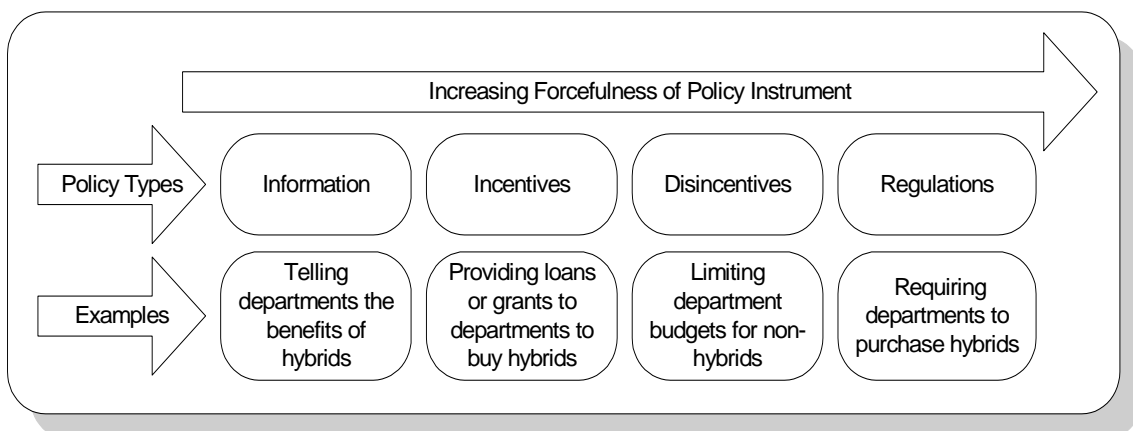 Increasing Forcefulness of Policy Instrument
Policy Types
Information
Incentives
Disincentives
Regulations
Examples
Telling
departments the
benefits of
hybrids
Providing loans
or grants to
departments to
buy hybrids
Limiting
department
budgets for non-
hybrids
Requiring
departments to
purchase hybrids